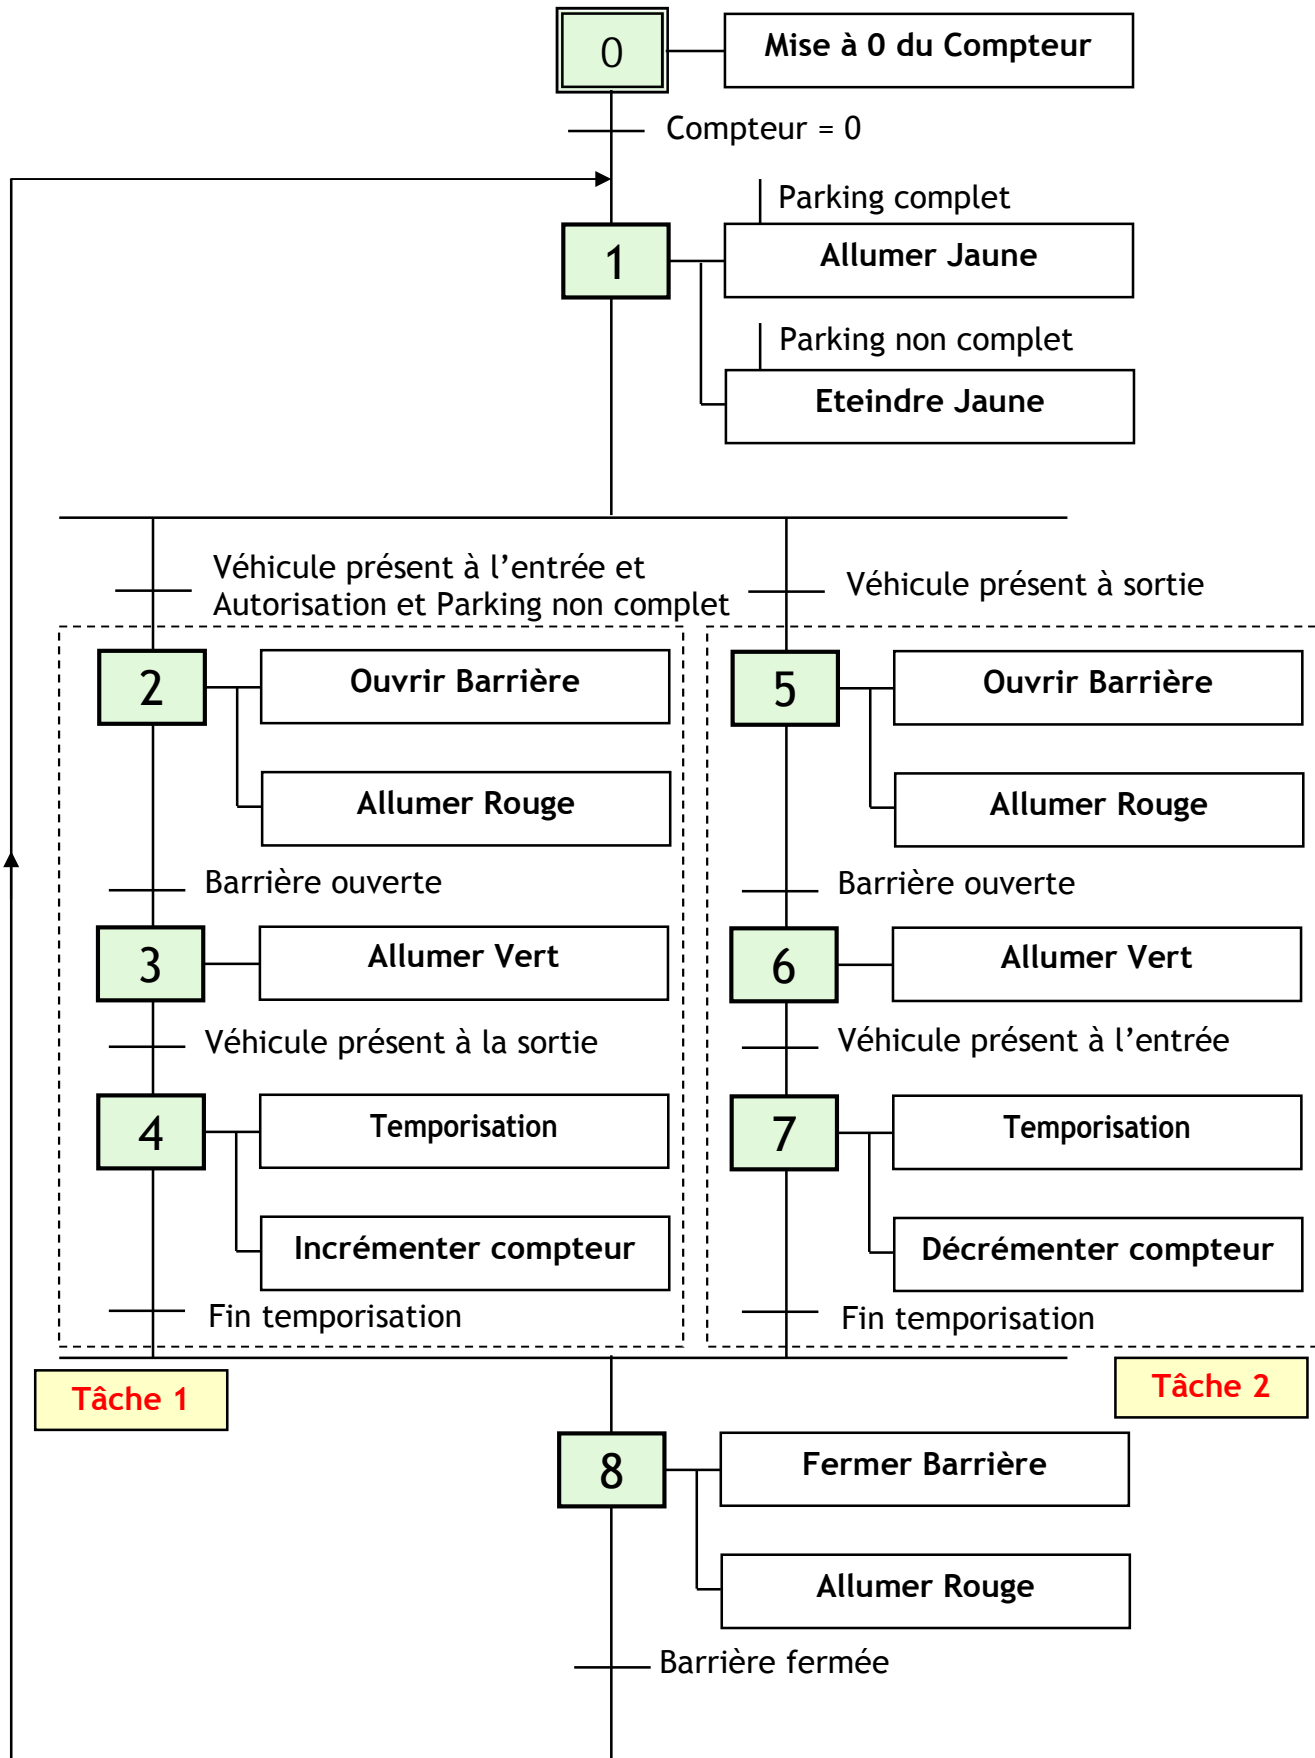 0
Mise à 0 du Compteur
Compteur = 0
Parking complet
1
Allumer Jaune
Parking non complet
Eteindre Jaune
Véhicule présent à l’entrée et
Autorisation et Parking non complet
Véhicule présent à sortie
2
Ouvrir Barrière
5
Ouvrir Barrière
Allumer Rouge
Allumer Rouge
Barrière ouverte
Barrière ouverte
3
Allumer Vert
6
Allumer Vert
Véhicule présent à la sortie
Véhicule présent à l’entrée
4
Temporisation
7
Temporisation
Incrémenter compteur
Décrémenter compteur
Fin temporisation
Fin temporisation
Tâche 1
Tâche 2
8
Fermer Barrière
Allumer Rouge
Barrière fermée